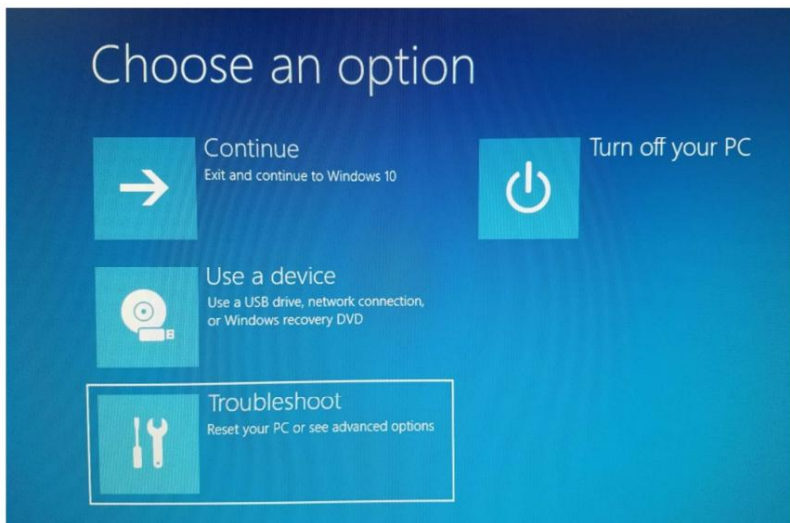 Choose an option
Continue
Exit and continue to Windows 10
Turn off your PC
Use a device
Use a USB drive, network connection,
or Windows recovery DVD
Troubleshoot
Reset your PC or see advanced options